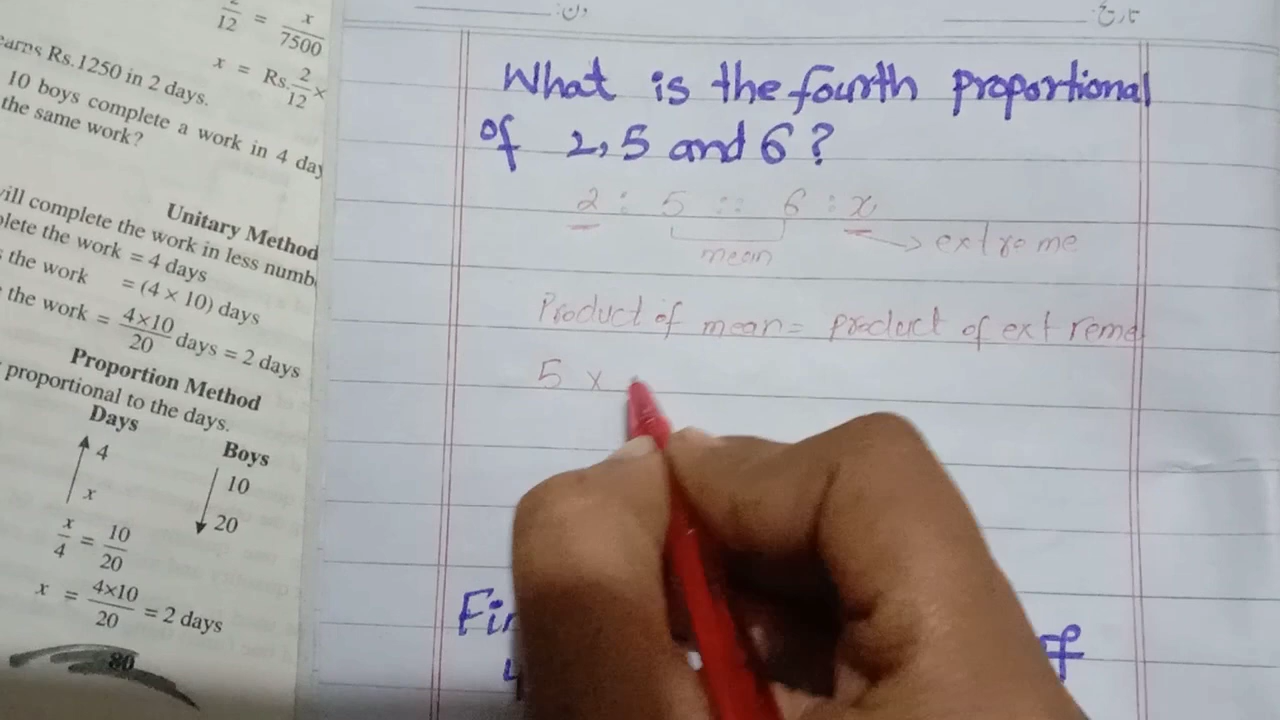 2/12 = x/7500
x = Rs. 2/12 ×
earns Rs.1250 in 2 days.
10 boys complete a work in 4 day
the same work?
Unitary Method
will complete the work in less numb
plete the work = 4 days
the work = (4 × 10) days
the work = 4×10/20 days = 2 days
Proportion Method
proportional to the days.
Days Boys
4 10
x 20
x/4 = 10/20
x = 4×10/20 = 2 days
80
دن: تاریخ
What is the fourth proportional
of 2,5 and 6?
2 : 5 :: 6 : x
mean extreme
Product of mean = product of extreme
5 ×
of